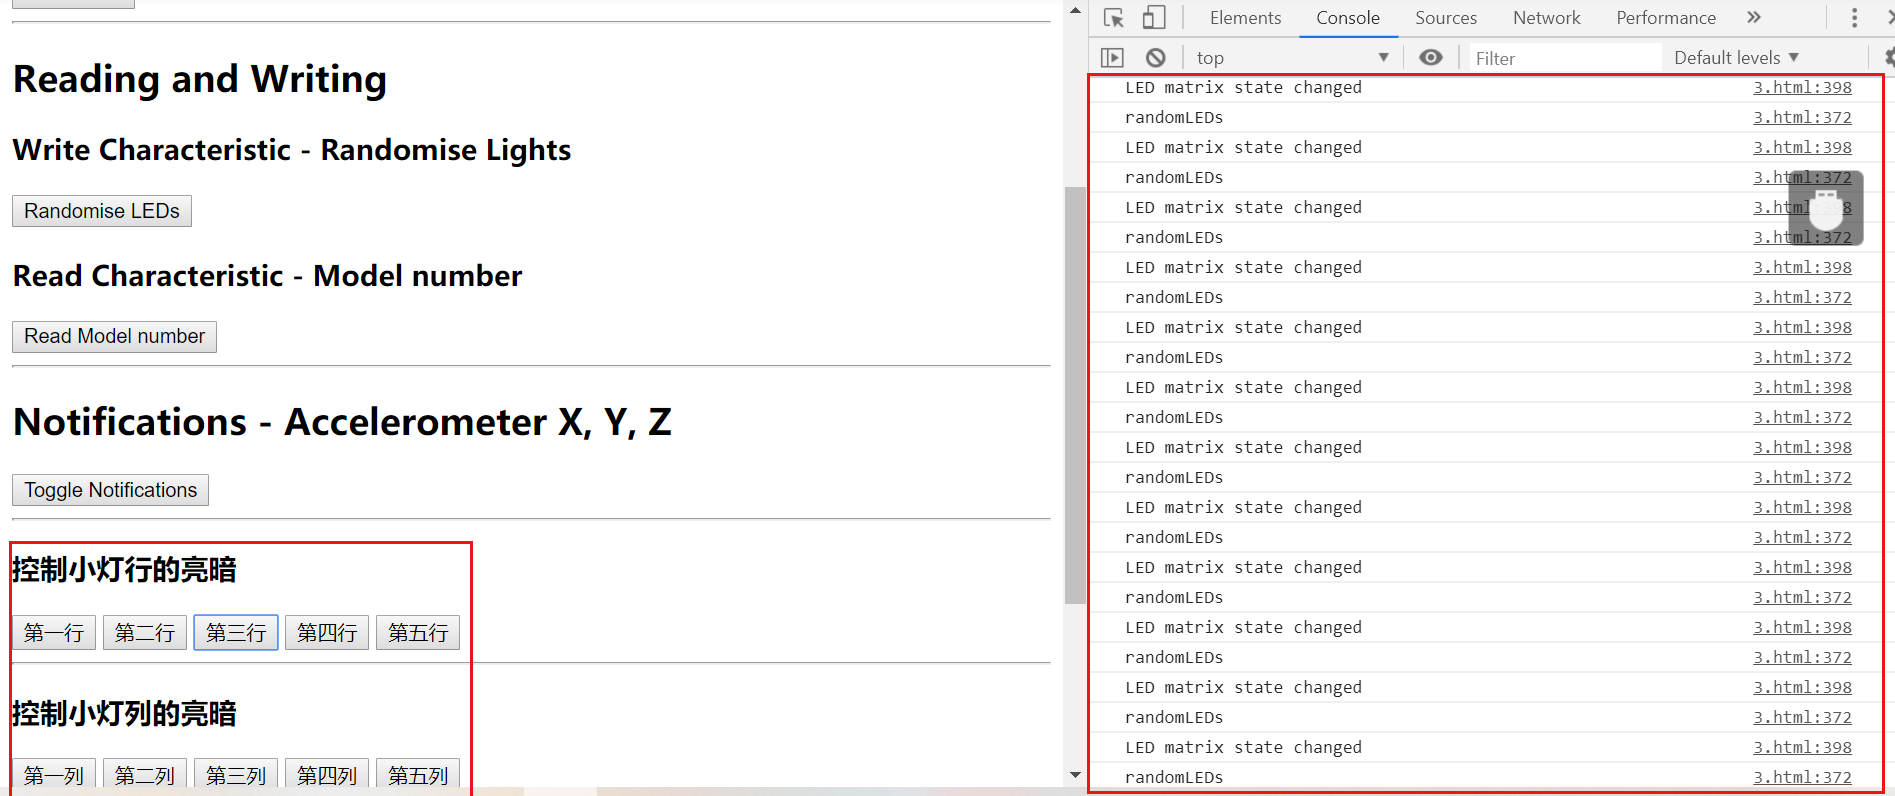 Reading and Writing
Write Characteristic - Randomise Lights
Randomise LEDs
Read Characteristic - Model number
Read Model number
Notifications - Accelerometer X, Y, Z
Toggle Notifications
控制小灯行的亮暗
第一行 第二行 第三行 第四行 第五行
控制小灯列的亮暗
第一列 第二列 第三列 第四列 第五列
Elements Console Sources Network Performance »
top Filter Default levels
LED matrix state changed 3.html:398
randomLEDs 3.html:372
LED matrix state changed 3.html:398
randomLEDs 3.html:372
LED matrix state changed 3.html:398
randomLEDs 3.html:372
LED matrix state changed 3.html:398
randomLEDs 3.html:372
LED matrix state changed 3.html:398
randomLEDs 3.html:372
LED matrix state changed 3.html:398
randomLEDs 3.html:372
LED matrix state changed 3.html:398
randomLEDs 3.html:372
LED matrix state changed 3.html:398
randomLEDs 3.html:372
LED matrix state changed 3.html:398
randomLEDs 3.html:372
LED matrix state changed 3.html:398
randomLEDs 3.html:372
LED matrix state changed 3.html:398
randomLEDs 3.html:372
LED matrix state changed 3.html:398
randomLEDs 3.html:372